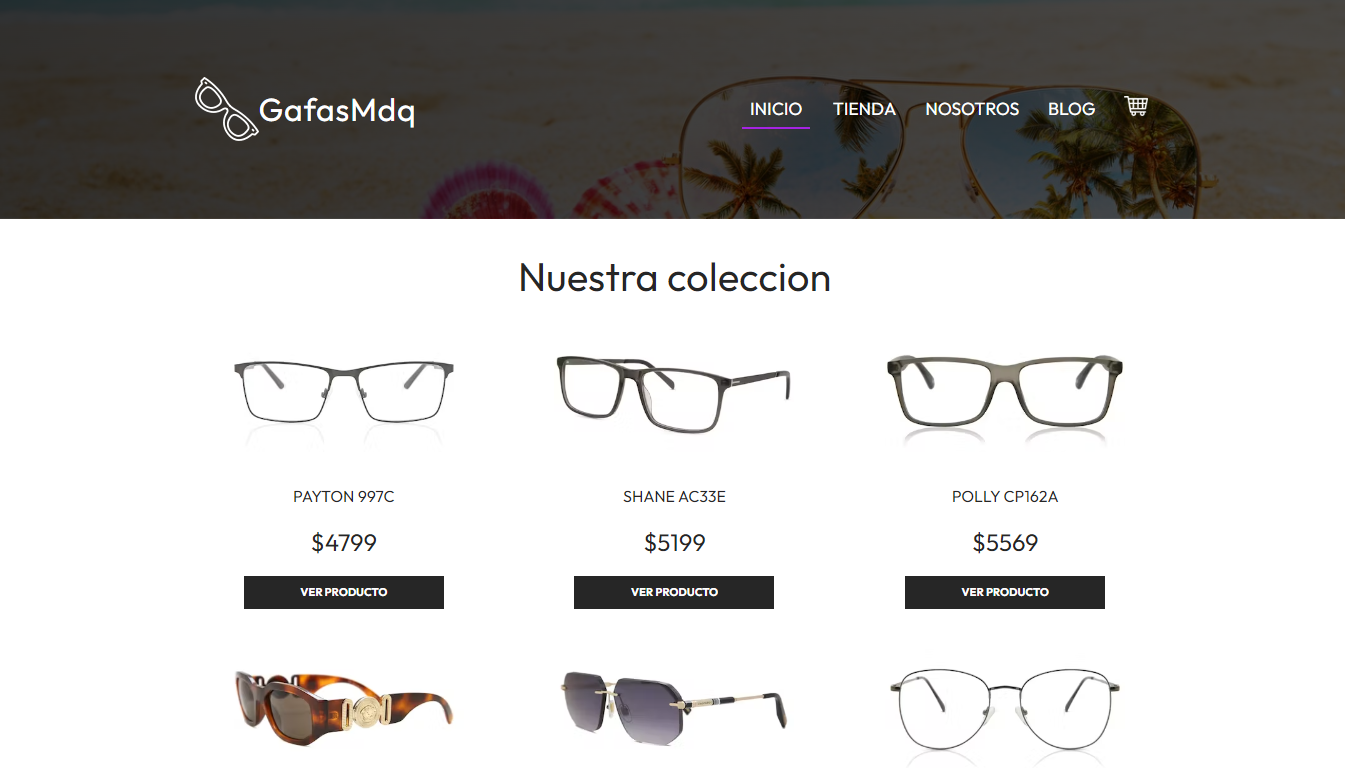 GafasMdq
INICIO TIENDA NOSOTROS BLOG
Nuestra coleccion
PAYTON 997C
SHANE AC33E
POLLY CP162A
$4799
$5199
$5569
VER PRODUCTO
VER PRODUCTO
VER PRODUCTO